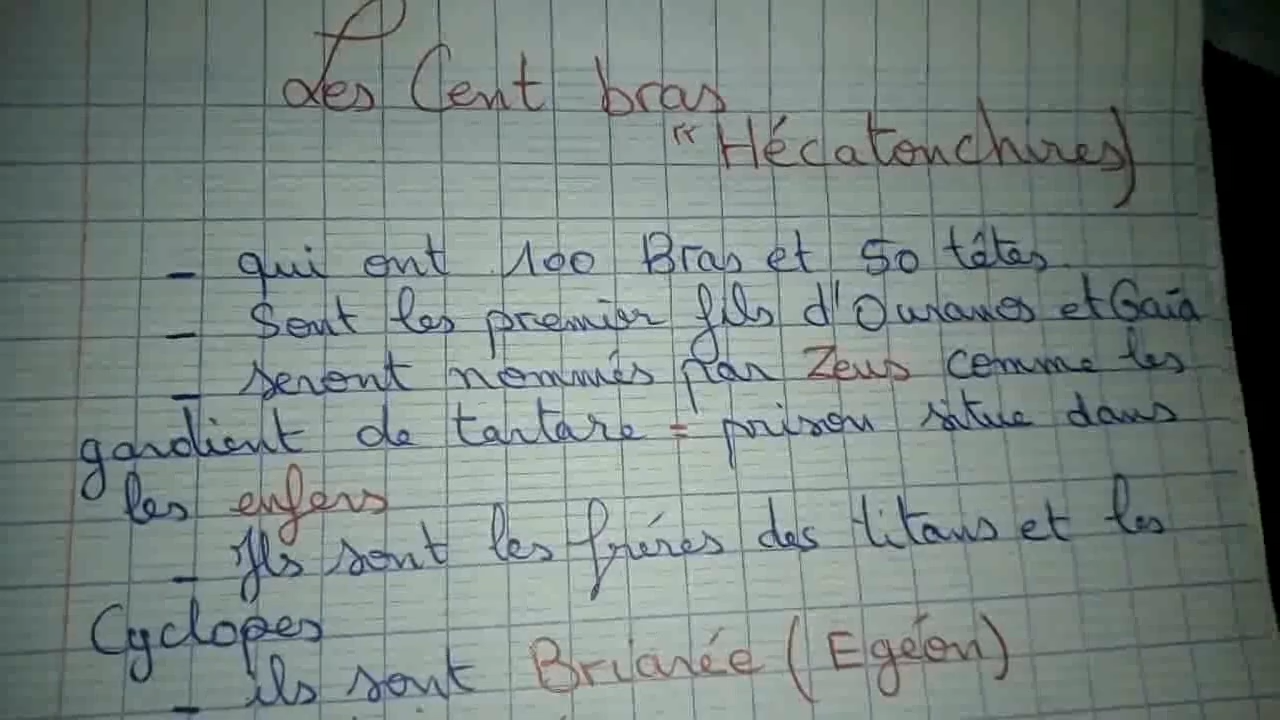 Les Cent bras
"Hécatonchires)
- qui ont 100 Bras et 50 têtes
- Sont les premier fils d'Ouranos et Gaïa
- seront nommés par Zeus comme les
gardient de tartare = prison situe dans
les enfers
- Ils sont les fréres des titans et les
Cyclopes
- ils sont Briarée (Egéon)